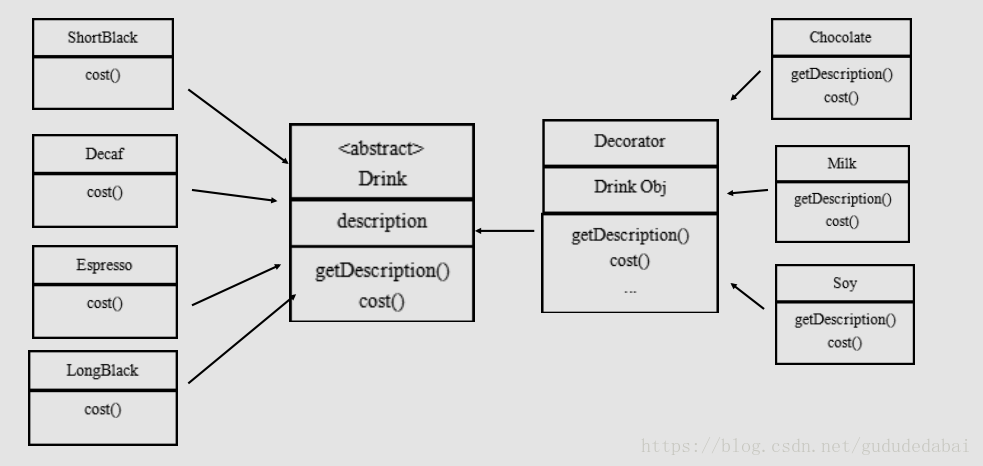 ShortBlack
cost()
Decaf
cost()
Espresso
cost()
LongBlack
cost()
<abstract>
Drink
description
getDescription()
cost()
Decorator
Drink Obj
getDescription()
cost()
...
Chocolate
getDescription()
cost()
Milk
getDescription()
cost()
Soy
getDescription()
cost()
https://blog.csdn.net/gududedabai